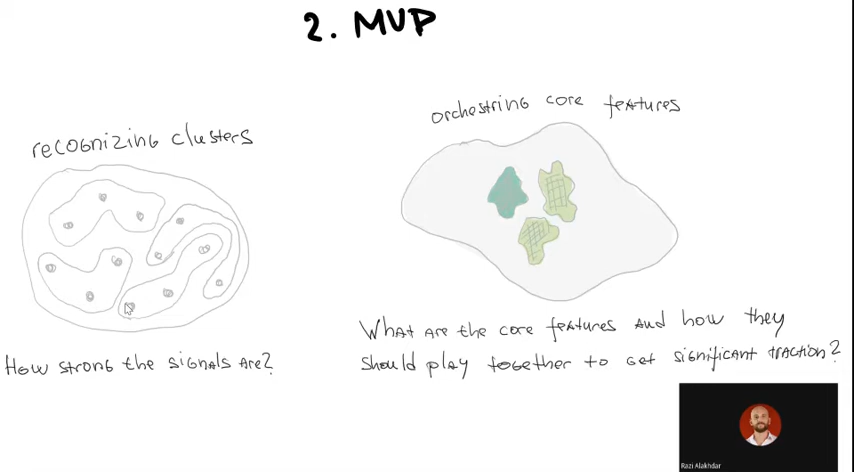 2. MVP
recognizing clusters
orchestring core features
How strong the signals are?
What are the core features and how they
should play together to get significant traction?
Razi Alakhdar